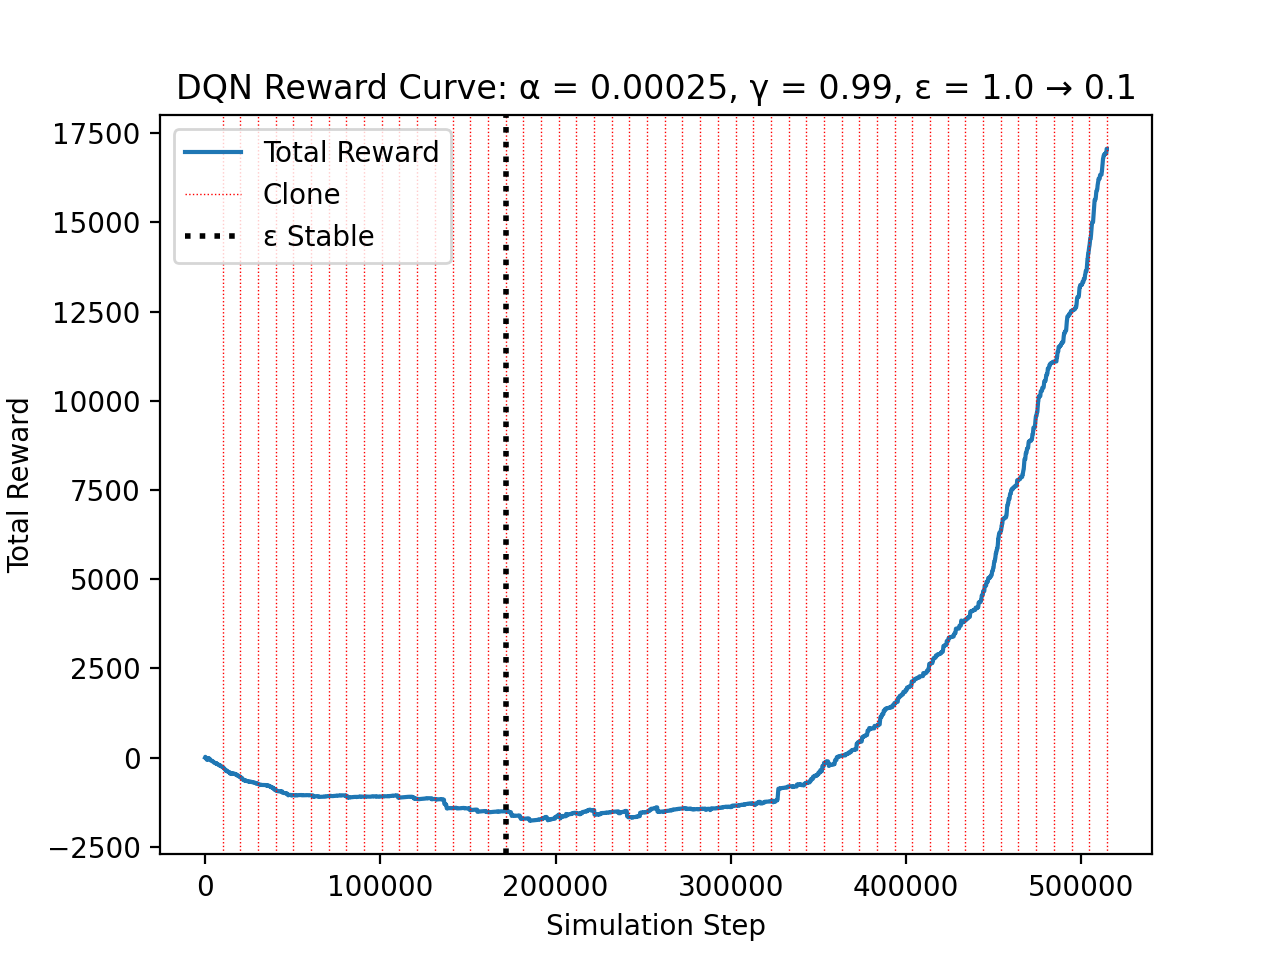 DQN Reward Curve: α = 0.00025, γ = 0.99, ε = 1.0 → 0.1
Total Reward
Clone
ε Stable
17500
15000
12500
10000
7500
5000
2500
0
−2500
Total Reward
0
100000
200000
300000
400000
500000
Simulation Step